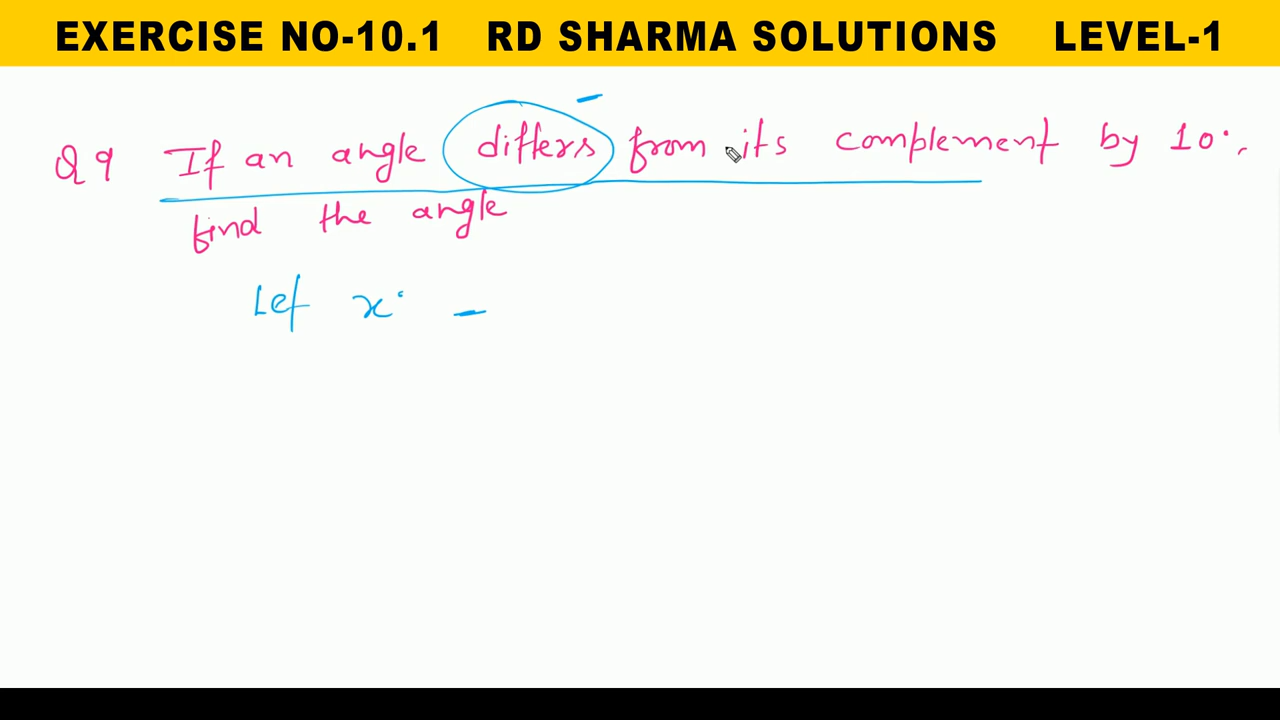 EXERCISE NO-10.1 RD SHARMA SOLUTIONS LEVEL-1
Q 9 If an angle differs from its complement by 10°.
find the angle
Let x° -